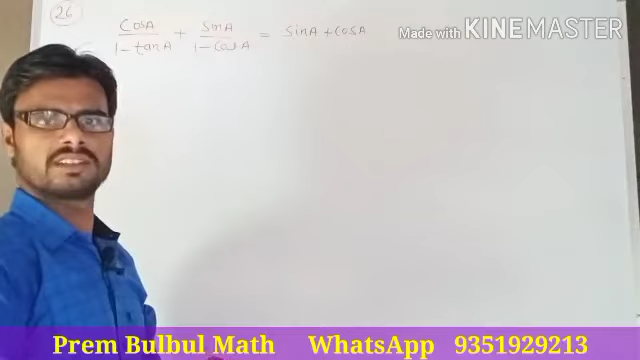 26
CosA/(1-tanA) + SinA/(1-CotA) = SinA + CosA
Made with KINEMASTER
Prem Bulbul Math WhatsApp 9351929213